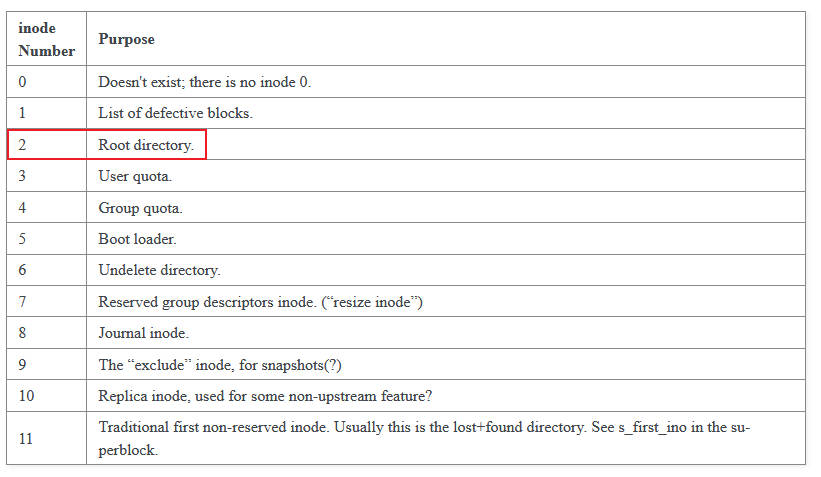 inode
Number
Purpose
0
Doesn't exist; there is no inode 0.
1
List of defective blocks.
2
Root directory.
3
User quota.
4
Group quota.
5
Boot loader.
6
Undelete directory.
7
Reserved group descriptors inode. (“resize inode”)
8
Journal inode.
9
The “exclude” inode, for snapshots(?)
10
Replica inode, used for some non-upstream feature?
11
Traditional first non-reserved inode. Usually this is the lost+found directory. See s_first_ino in the su-
perblock.